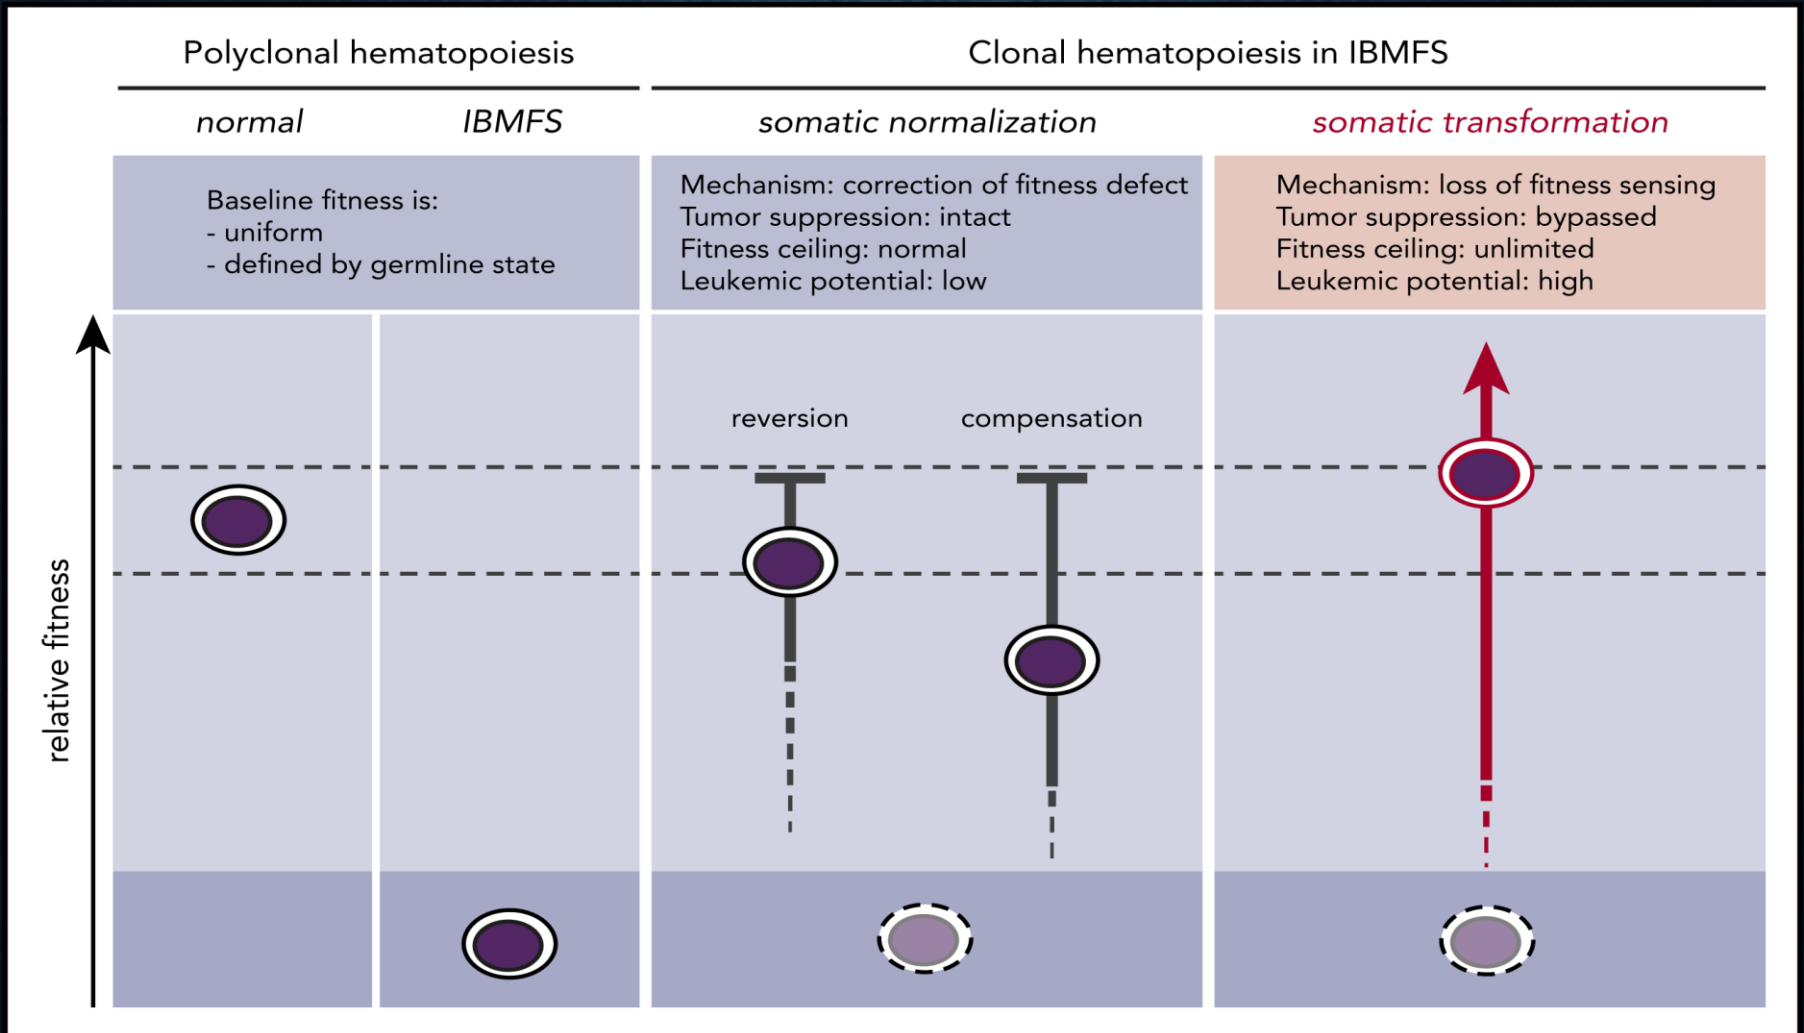 Polyclonal hematopoiesis
Clonal hematopoiesis in IBMFS
normal
IBMFS
somatic normalization
somatic transformation
Baseline fitness is:
- uniform
- defined by germline state
Mechanism: correction of fitness defect
Tumor suppression: intact
Fitness ceiling: normal
Leukemic potential: low
Mechanism: loss of fitness sensing
Tumor suppression: bypassed
Fitness ceiling: unlimited
Leukemic potential: high
relative fitness
reversion
compensation